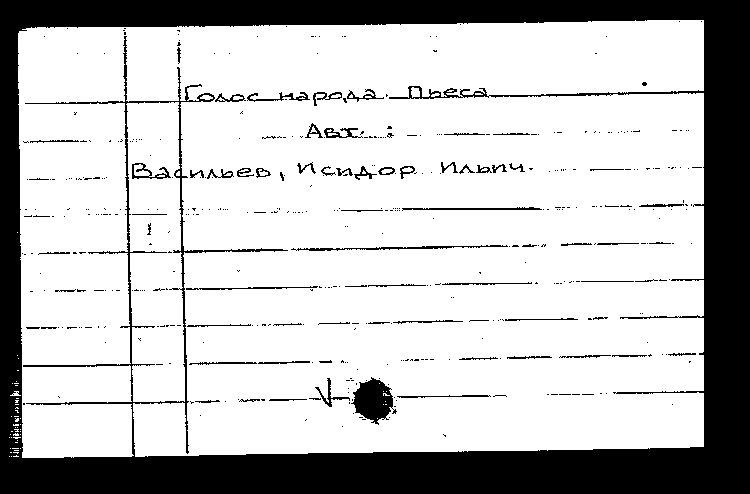 Голос народа. Пьеса
Авт. :
Васильев, Исидор Ильич.